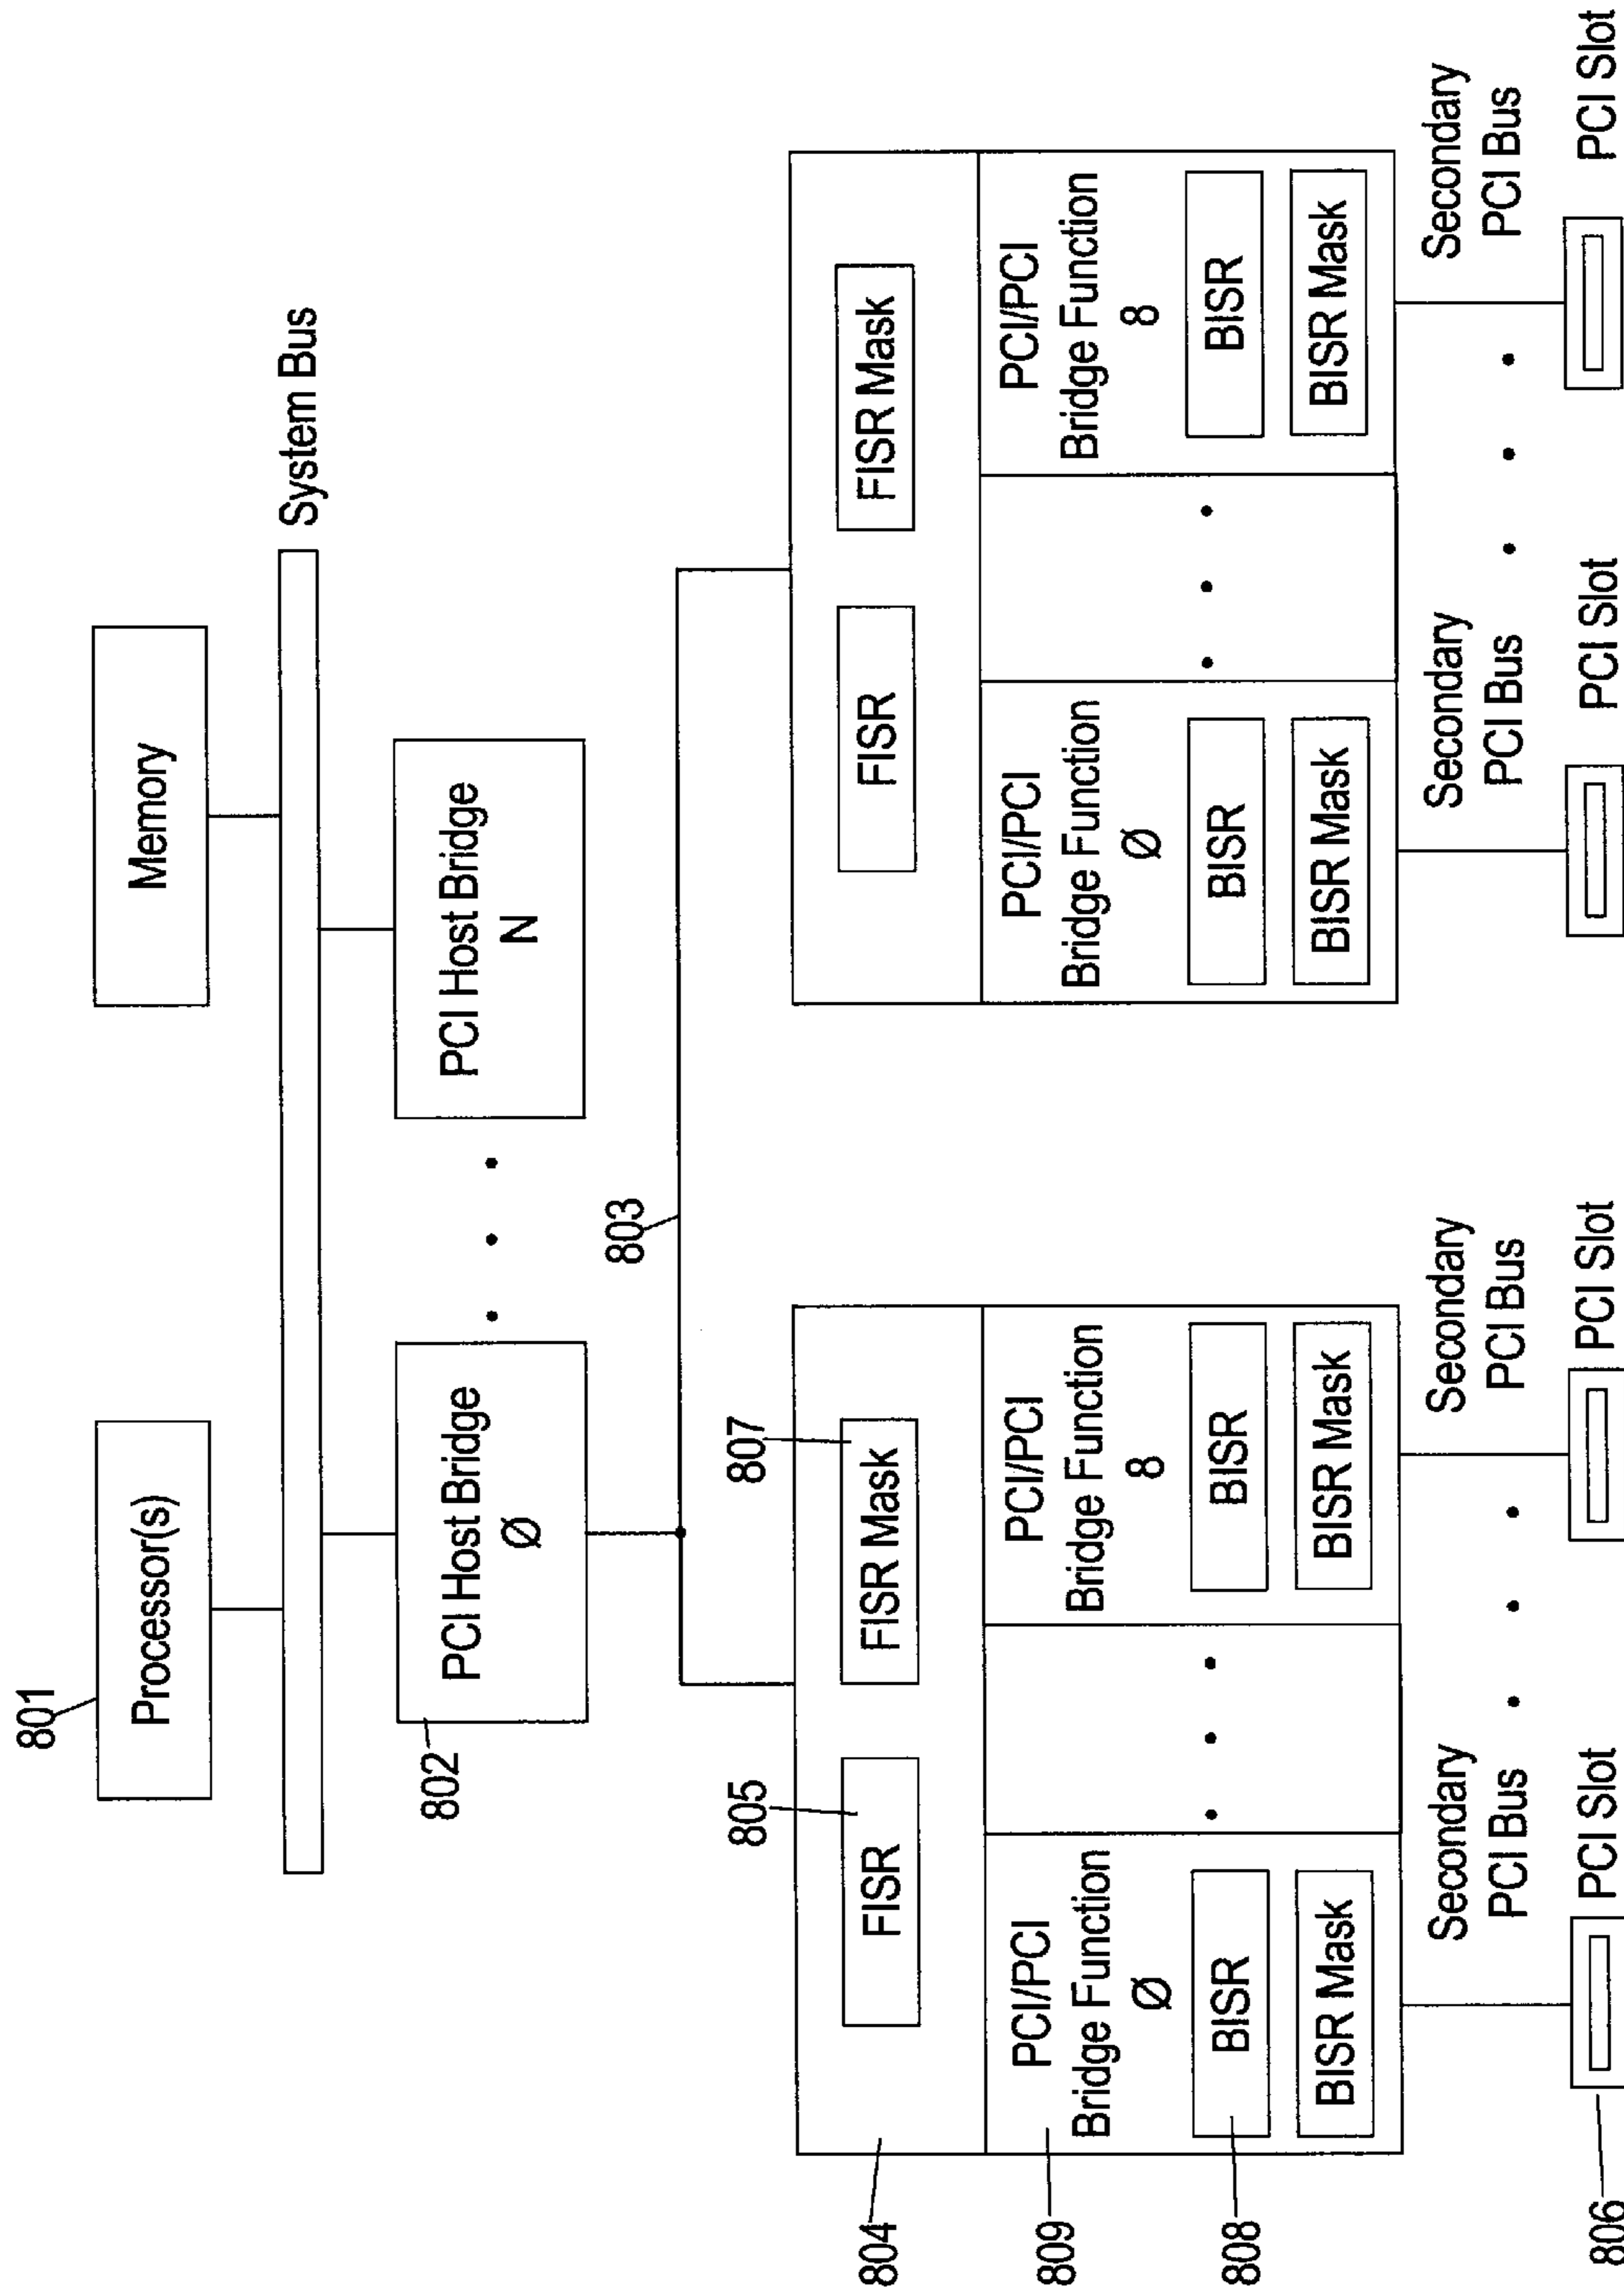 801
Processor(s)
Memory
System Bus
802
PCI Host Bridge
Ø
PCI Host Bridge
N
803
804
805
FISR
807
FISR Mask
FISR
FISR Mask
809
PCI/PCI
Bridge Function
Ø
PCI/PCI
Bridge Function
8
PCI/PCI
Bridge Function
Ø
PCI/PCI
Bridge Function
8
808
BISR
BISR
BISR
BISR
BISR Mask
BISR Mask
BISR Mask
BISR Mask
Secondary
PCI Bus
Secondary
PCI Bus
Secondary
PCI Bus
Secondary
PCI Bus
806
PCI Slot
PCI Slot
PCI Slot
PCI Slot